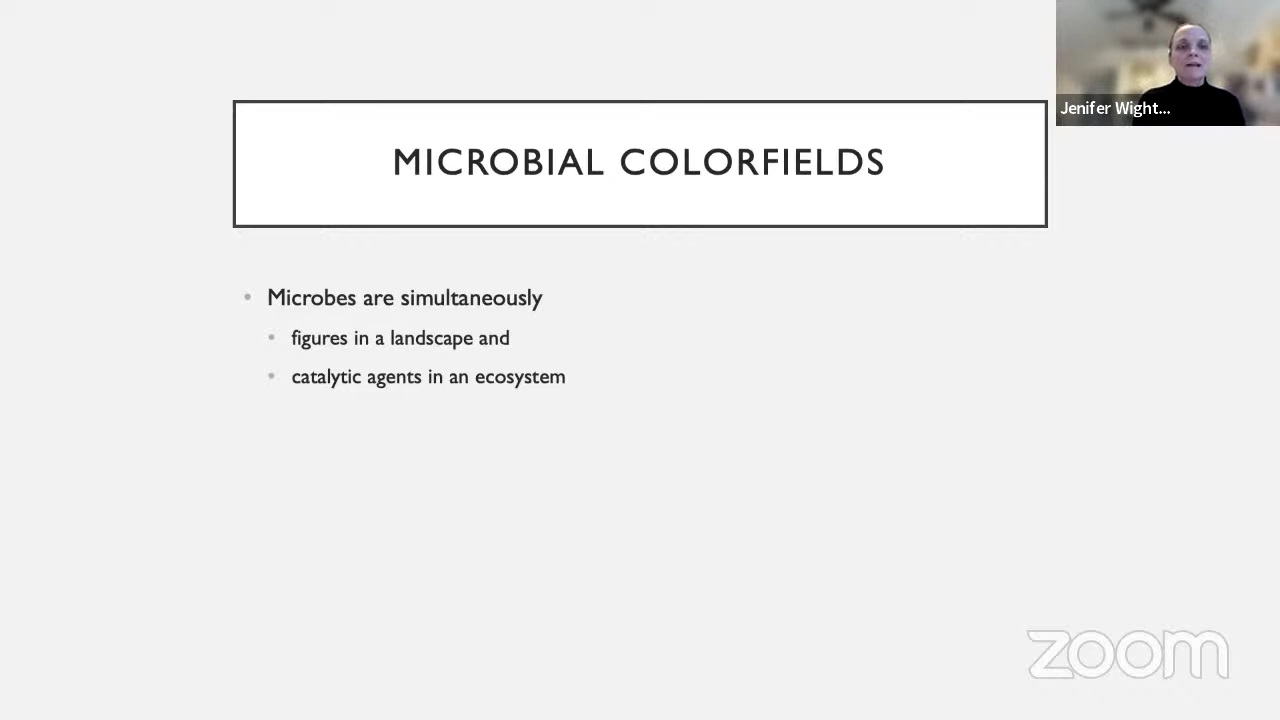 MICROBIAL COLORFIELDS
Jenifer Wight...
Microbes are simultaneously
figures in a landscape and
catalytic agents in an ecosystem
zoom